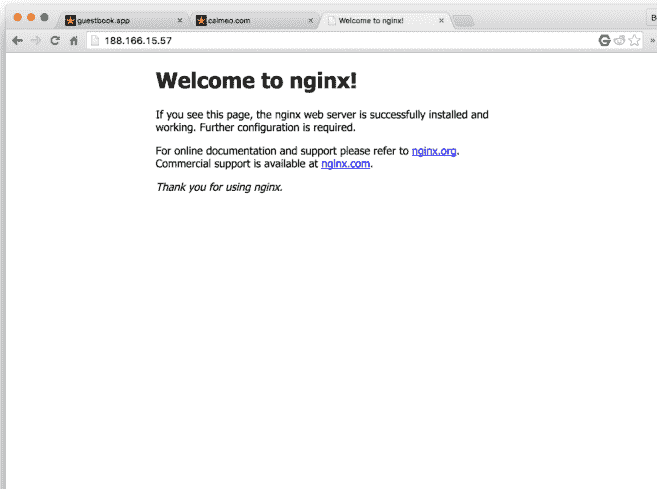 guestbook.app
calmeo.com
Welcome to nginx!
188.166.15.57
Welcome to nginx!
If you see this page, the nginx web server is successfully installed and
working. Further configuration is required.
For online documentation and support please refer to nginx.org.
Commercial support is available at nginx.com.
Thank you for using nginx.